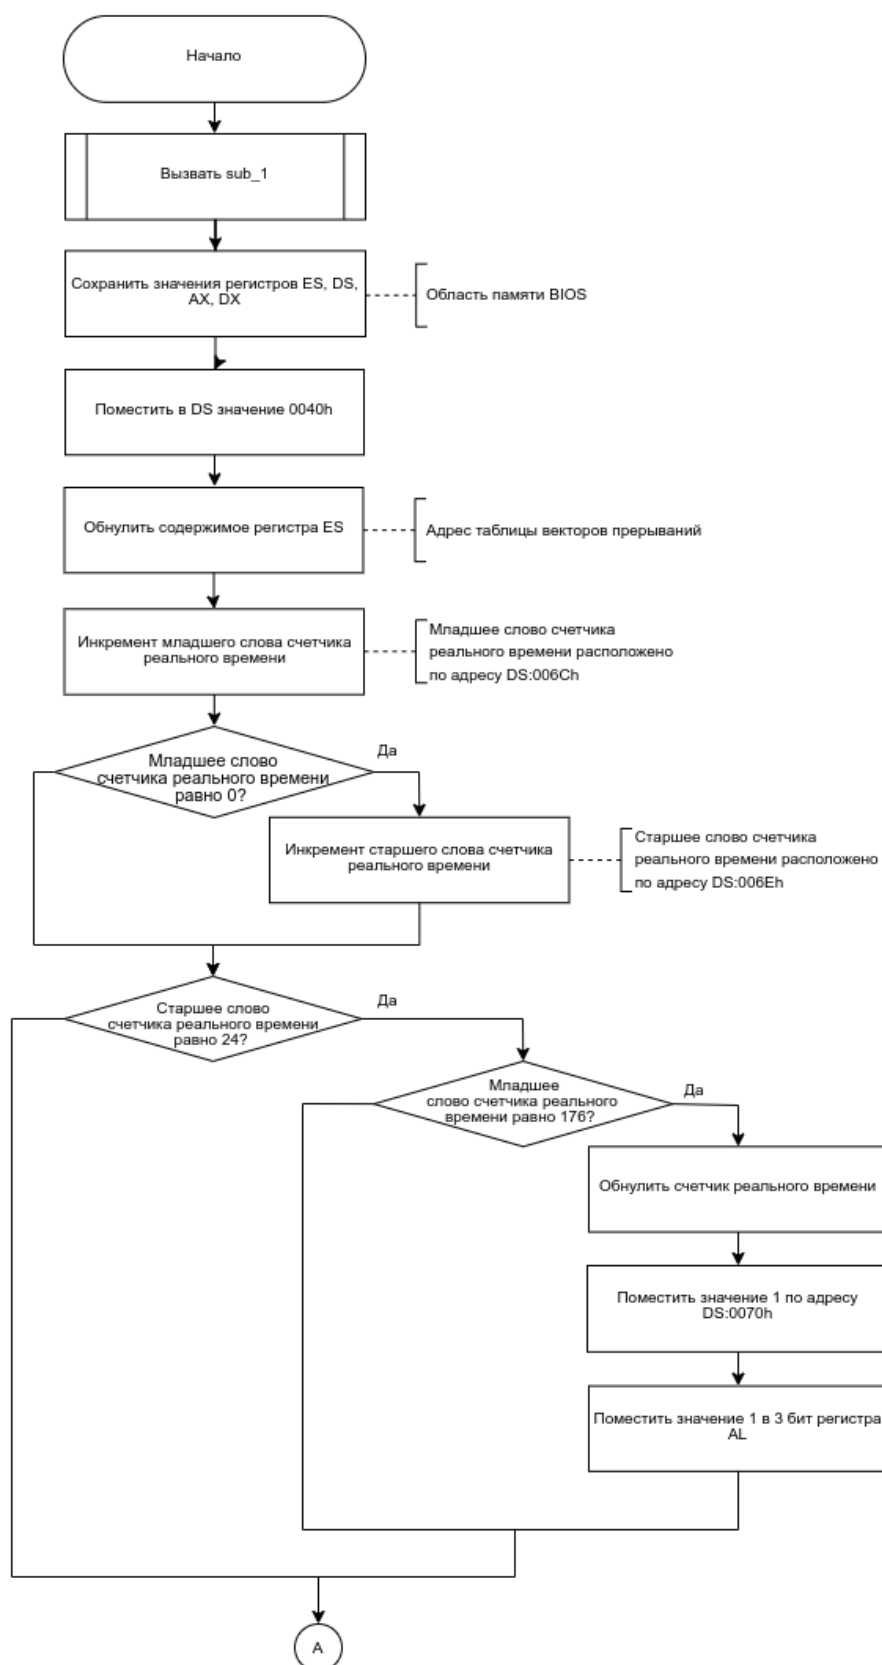 Начало
Вызвать sub_1
Сохранить значения регистров ES, DS,
AX, DX
Область памяти BIOS
Поместить в DS значение 0040h
Обнулить содержимое регистра ES
Адрес таблицы векторов прерываний
Инкремент младшего слова счетчика
реального времени
Младшее слово счетчика
реального времени расположено
по адресу DS:006Ch
Младшее слово
счетчика реального времени
равно 0?
Да
Инкремент старшего слова счетчика
реального времени
Старшее слово счетчика
реального времени расположено
по адресу DS:006Eh
Старшее слово
счетчика реального времени
равно 24?
Да
Младшее
слово счетчика реального
времени равно 176?
Да
Обнулить счетчик реального времени
Поместить значение 1 по адресу
DS:0070h
Поместить значение 1 в 3 бит регистра
AL
A